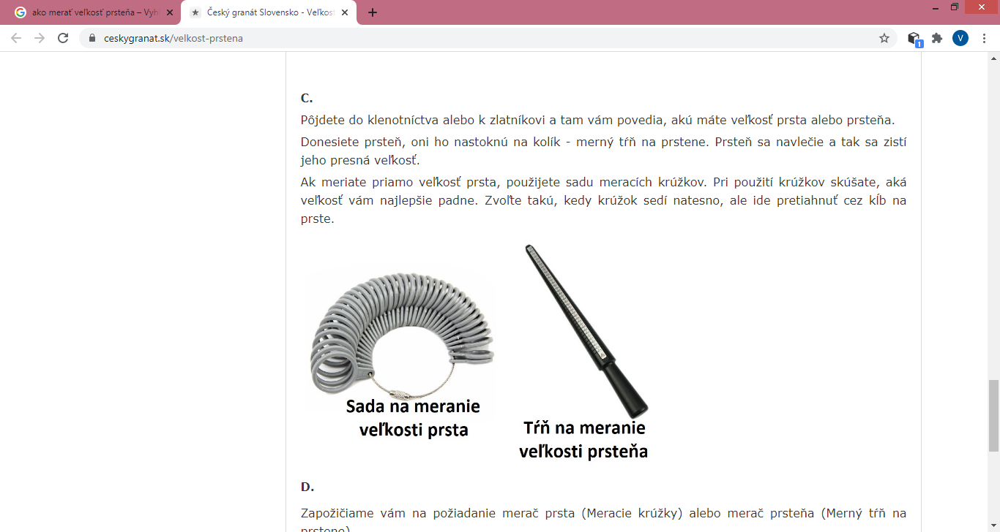 ako merať veľkosť prsteňa – Vyh
Český granát Slovensko - Veľkos
ceskygranat.sk/velkost-prstena
1
V
C.
Pôjdete do klenotníctva alebo k zlatníkovi a tam vám povedia, akú máte veľkosť prsta alebo prsteňa.
Donesiete prsteň, oni ho nastoknú na kolík - merný tŕň na prstene. Prsteň sa navlečie a tak sa zistí
jeho presná veľkosť.
Ak meriate priamo veľkosť prsta, použijete sadu meracích krúžkov. Pri použití krúžkov skúšate, aká
veľkosť vám najlepšie padne. Zvoľte takú, kedy krúžok sedí natesno, ale ide pretiahnuť cez kĺb na
prste.
Sada na meranie
veľkosti prsta
Tŕň na meranie
veľkosti prsteňa
D.
Zapožičiame vám na požiadanie merač prsta (Meracie krúžky) alebo merač prsteňa (Merný tŕň na
prstene)